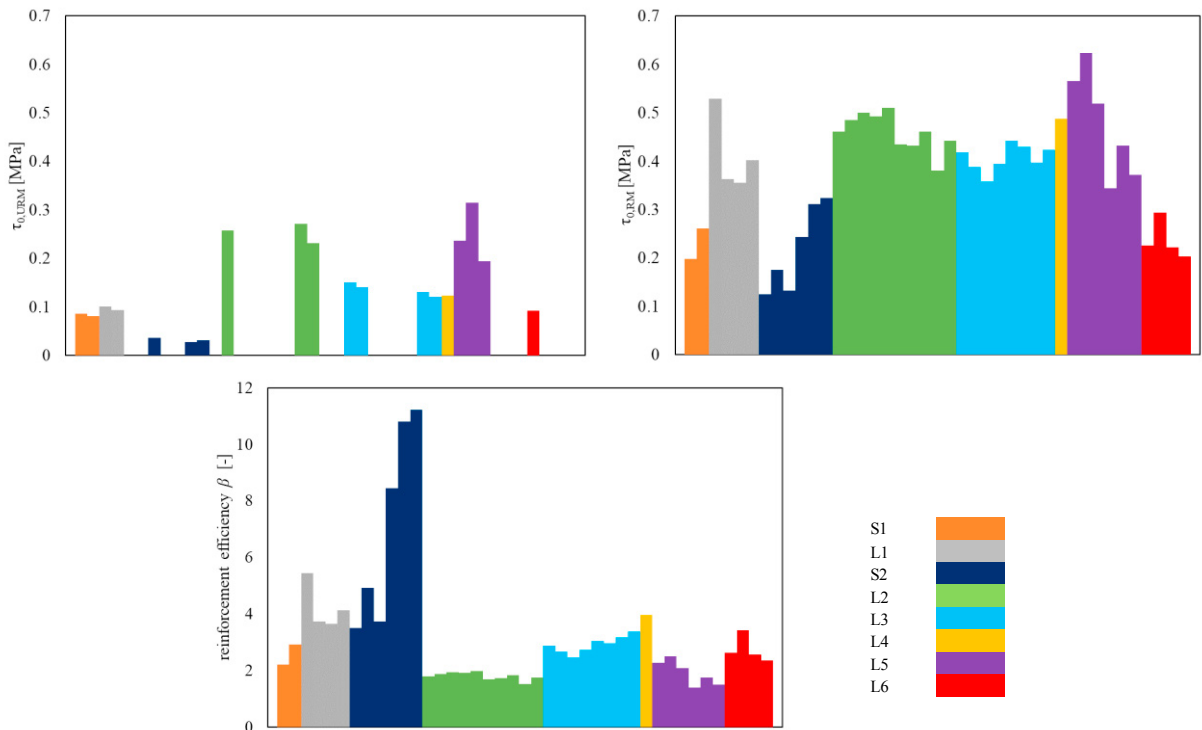 τ0,URM [MPa]
0.7
0.6
0.5
0.4
0.3
0.2
0.1
0
τ0,RM [MPa]
0.7
0.6
0.5
0.4
0.3
0.2
0.1
0
reinforcement efficiency β [-]
12
10
8
6
4
2
0
S1
L1
S2
L2
L3
L4
L5
L6